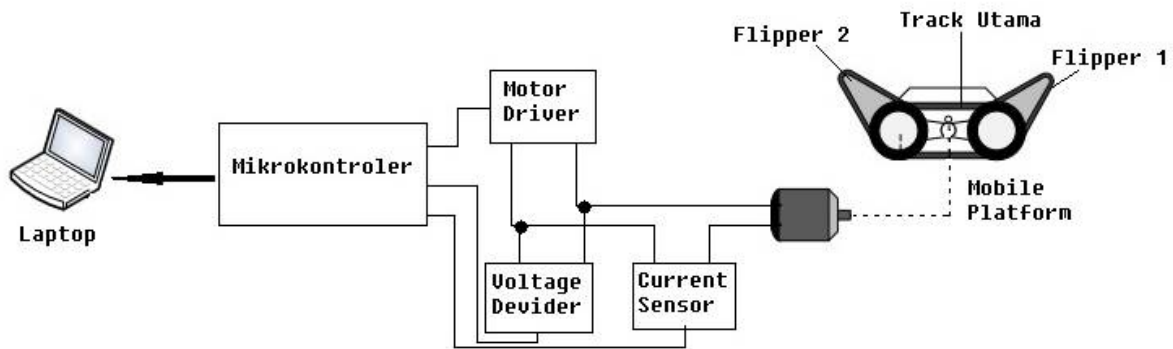 Track Utama
Flipper 2
Flipper 1
Motor
Driver
Mikrokontroler
Laptop
Mobile
Platform
Voltage
Devider
Current
Sensor